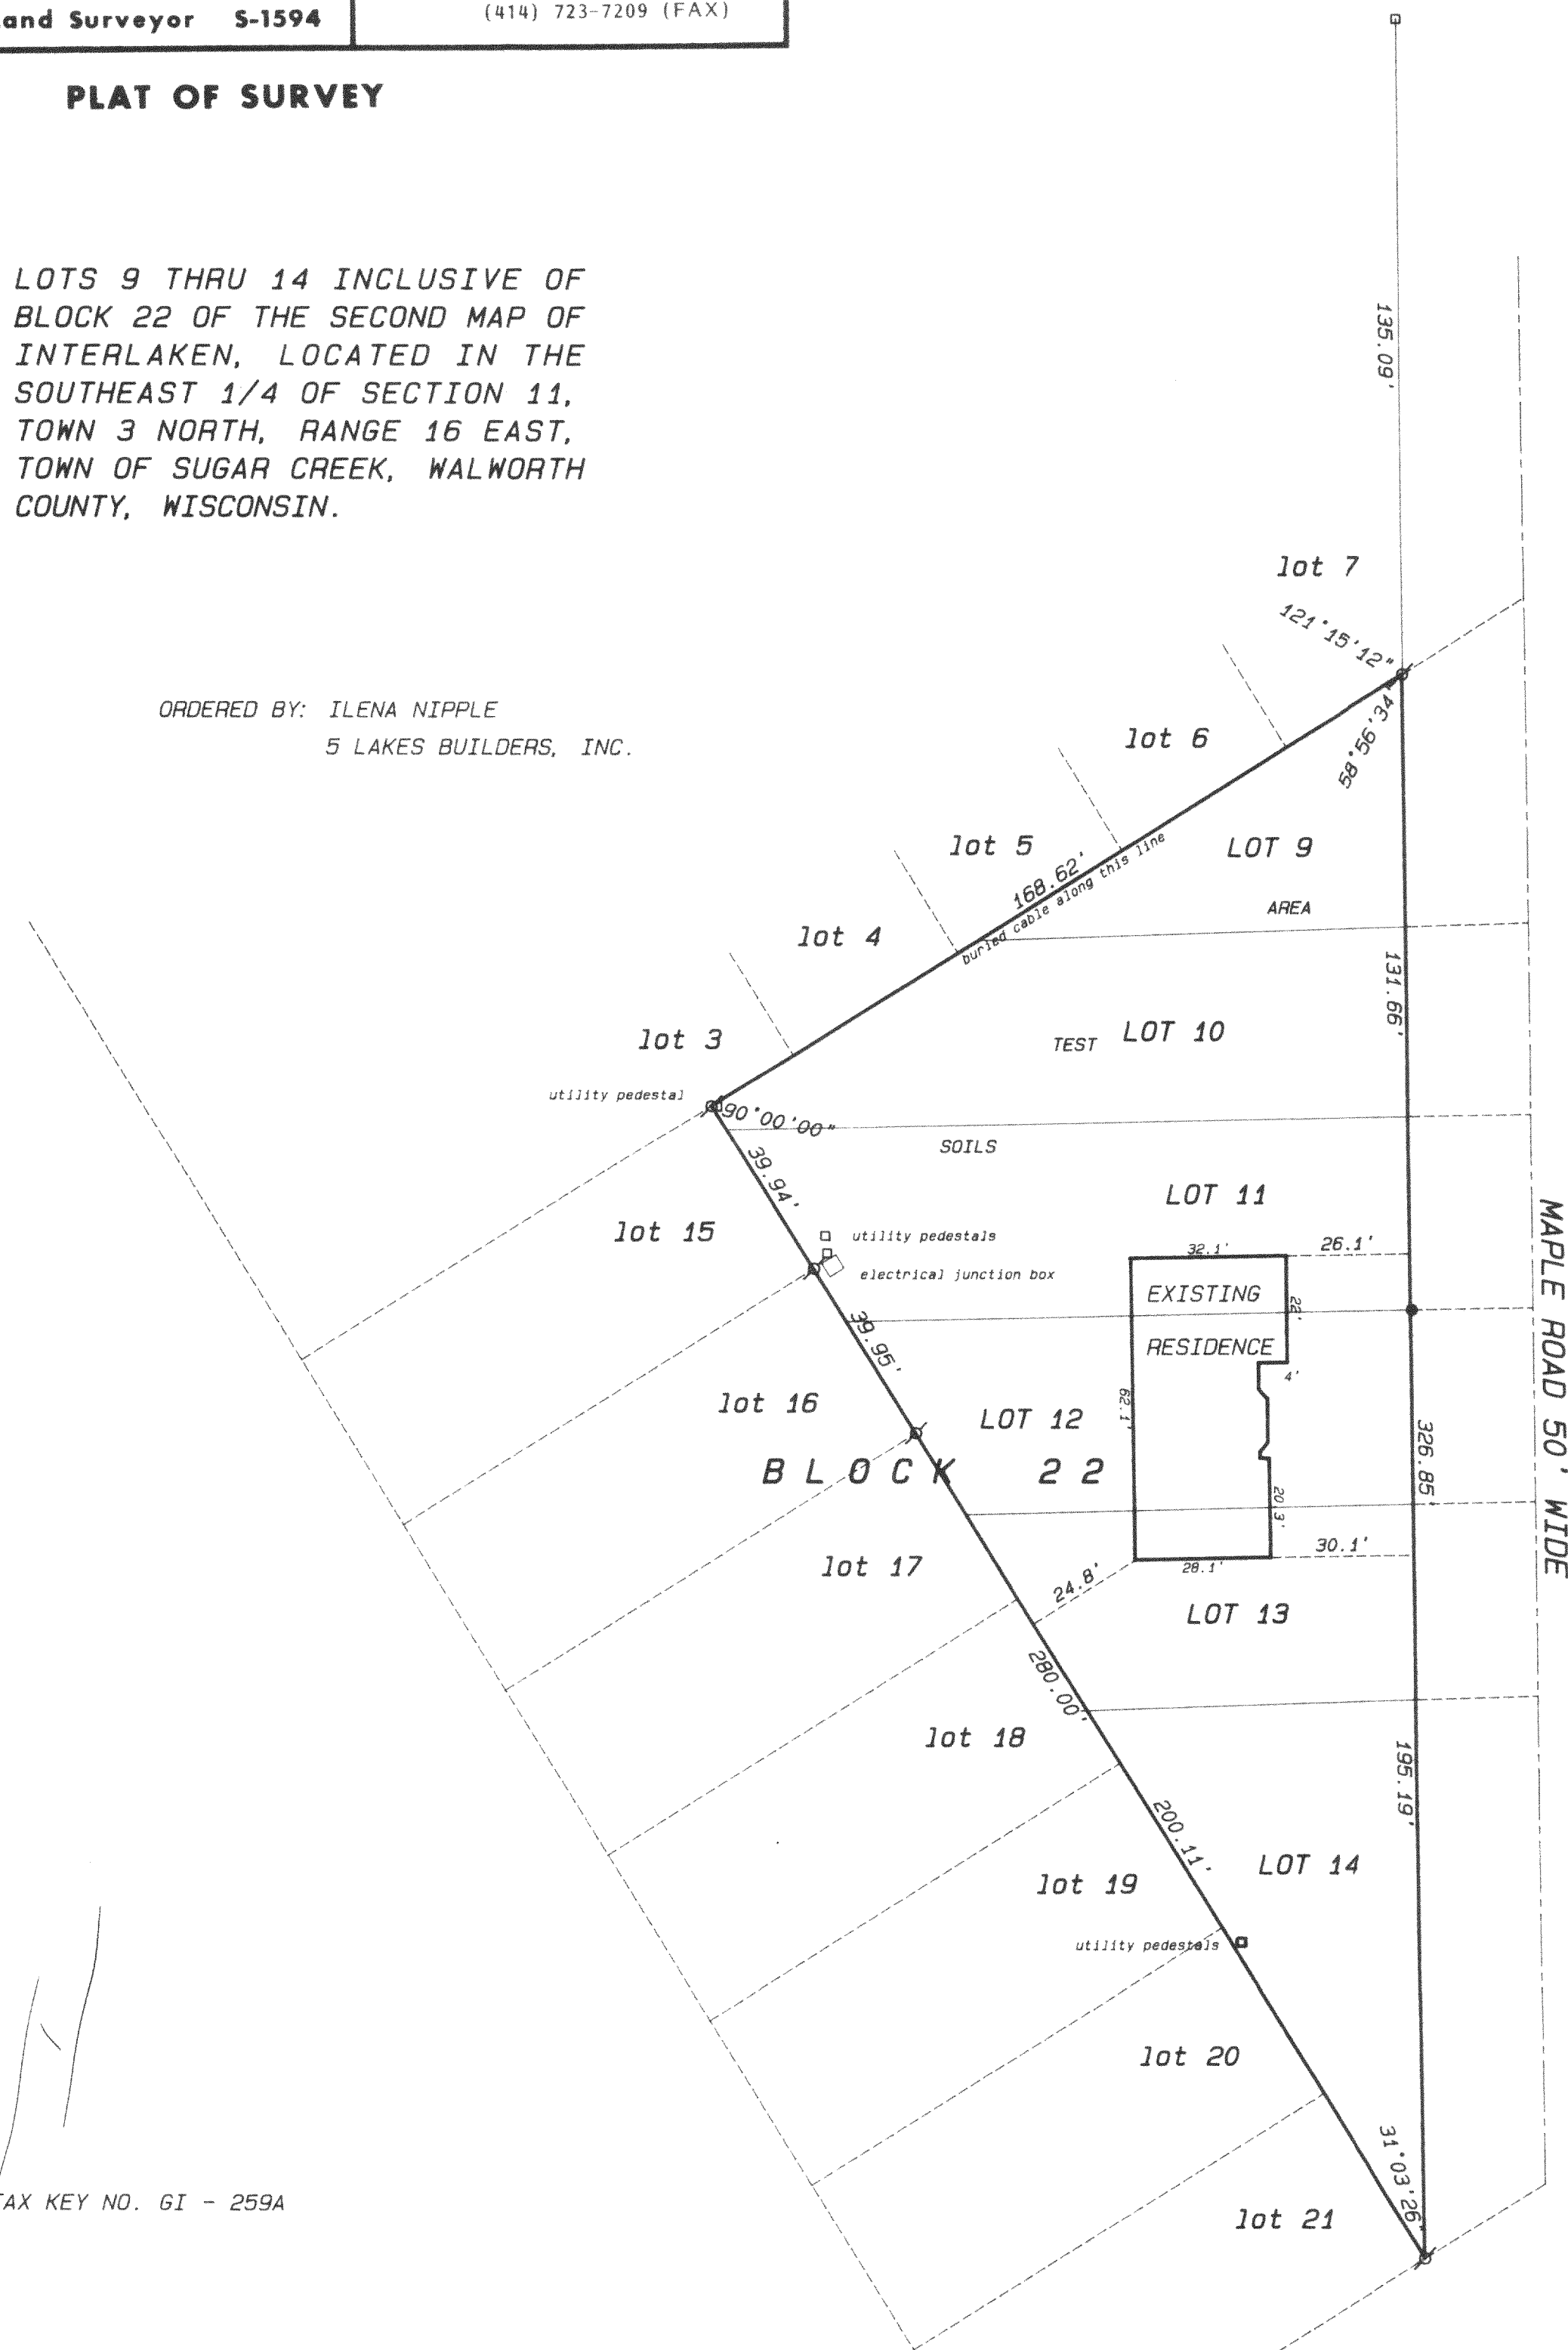 and Surveyor S-1594
(414) 723-7209 (FAX)
PLAT OF SURVEY
LOTS 9 THRU 14 INCLUSIVE OF
BLOCK 22 OF THE SECOND MAP OF
INTERLAKEN, LOCATED IN THE
SOUTHEAST 1/4 OF SECTION 11,
TOWN 3 NORTH, RANGE 16 EAST,
TOWN OF SUGAR CREEK, WALWORTH
COUNTY, WISCONSIN.
135.09'
lot 7
121°15'12"
ORDERED BY: ILENA NIPPLE
5 LAKES BUILDERS, INC.
58°56'34"
lot 6
lot 5
LOT 9
168.62'
buried cable along this line
AREA
lot 4
131.66'
lot 3
TEST LOT 10
utility pedestal
90°00'00"
SOILS
39.94'
LOT 11
lot 15
utility pedestals
32.1'
26.1'
electrical junction box
EXISTING
22'
39.95'
RESIDENCE
4'
MAPLE ROAD 50' WIDE
lot 16
LOT 12
62.1'
326.85'
BLOCK 22
20.3'
30.1'
lot 17
28.1'
24.8'
LOT 13
280.00'
lot 18
195.19'
200.11'
LOT 14
lot 19
utility pedestals
lot 20
31°03'26"
TAX KEY NO. GI - 259A
lot 21